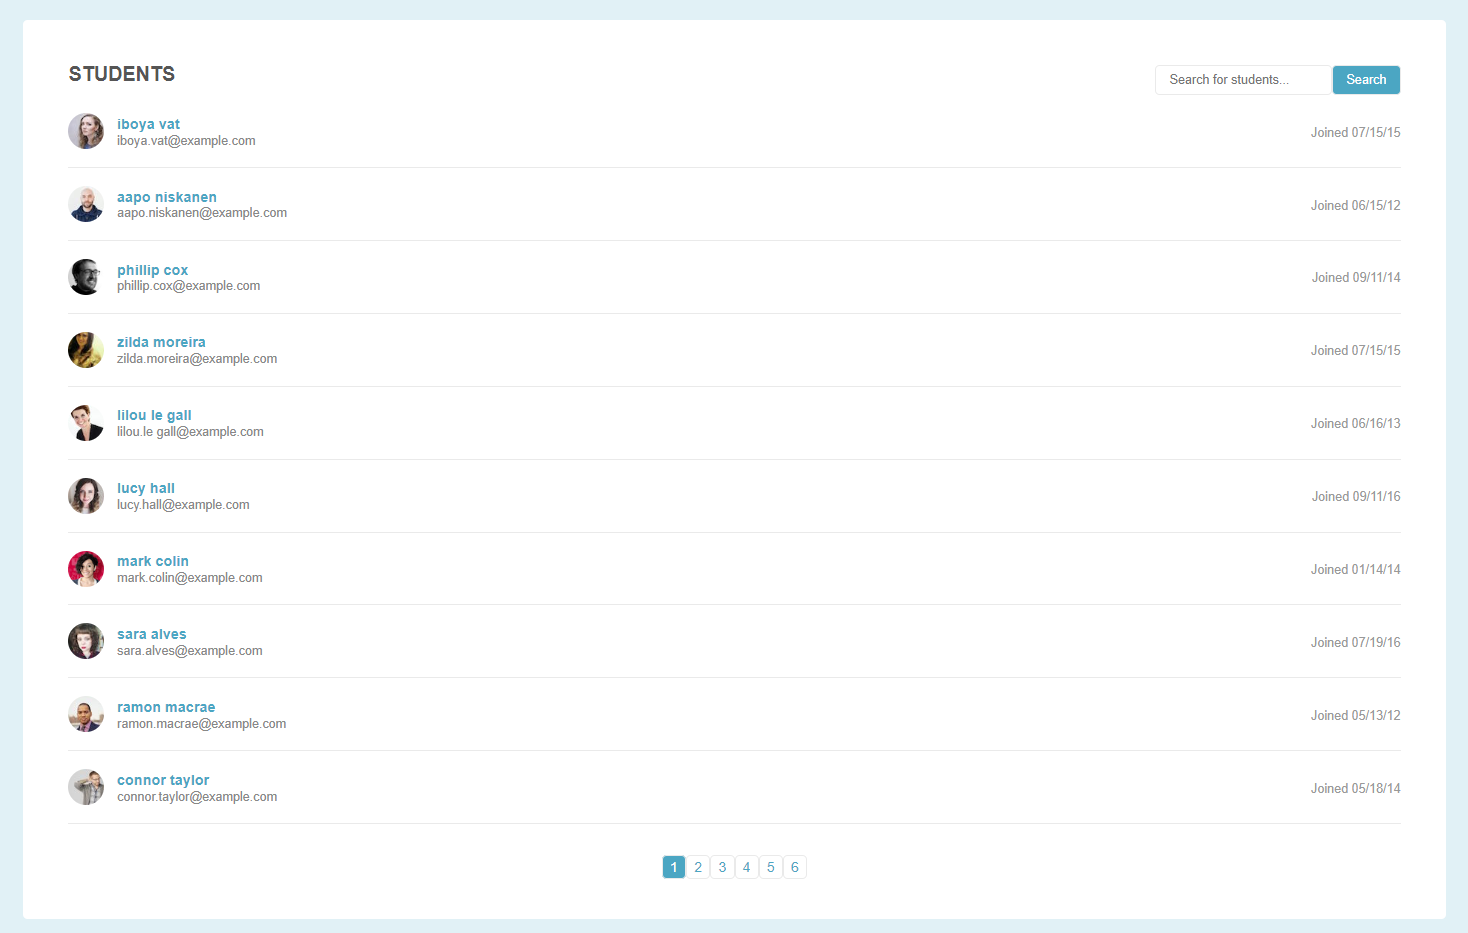 STUDENTS
Search for students... Search
iboya vat
iboya.vat@example.com
Joined 07/15/15
aapo niskanen
aapo.niskanen@example.com
Joined 06/15/12
phillip cox
phillip.cox@example.com
Joined 09/11/14
zilda moreira
zilda.moreira@example.com
Joined 07/15/15
lilou le gall
lilou.le gall@example.com
Joined 06/16/13
lucy hall
lucy.hall@example.com
Joined 09/11/16
mark colin
mark.colin@example.com
Joined 01/14/14
sara alves
sara.alves@example.com
Joined 07/19/16
ramon macrae
ramon.macrae@example.com
Joined 05/13/12
connor taylor
connor.taylor@example.com
Joined 05/18/14
1 2 3 4 5 6